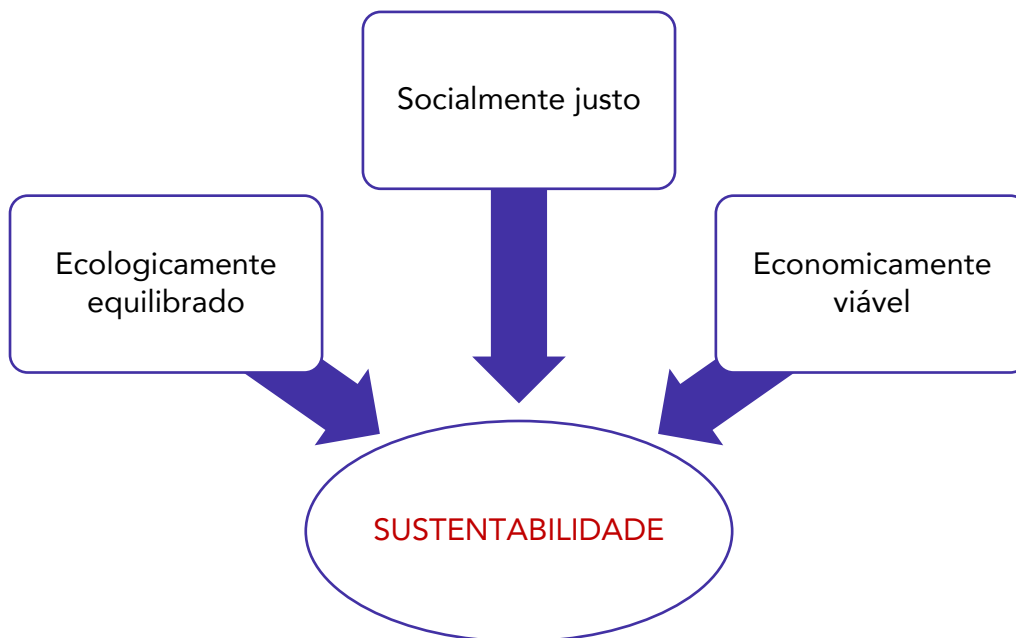 Socialmente justo
Ecologicamente
equilibrado
Economicamente
viável
SUSTENTABILIDADE